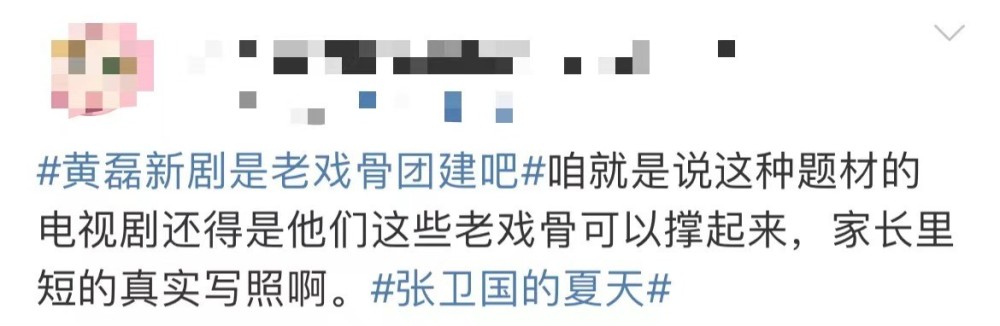 #黄磊新剧是老戏骨团建吧#咱就是说这种题材的
电视剧还得是他们这些老戏骨可以撑起来，家长里
短的真实写照啊。#张卫国的夏天#